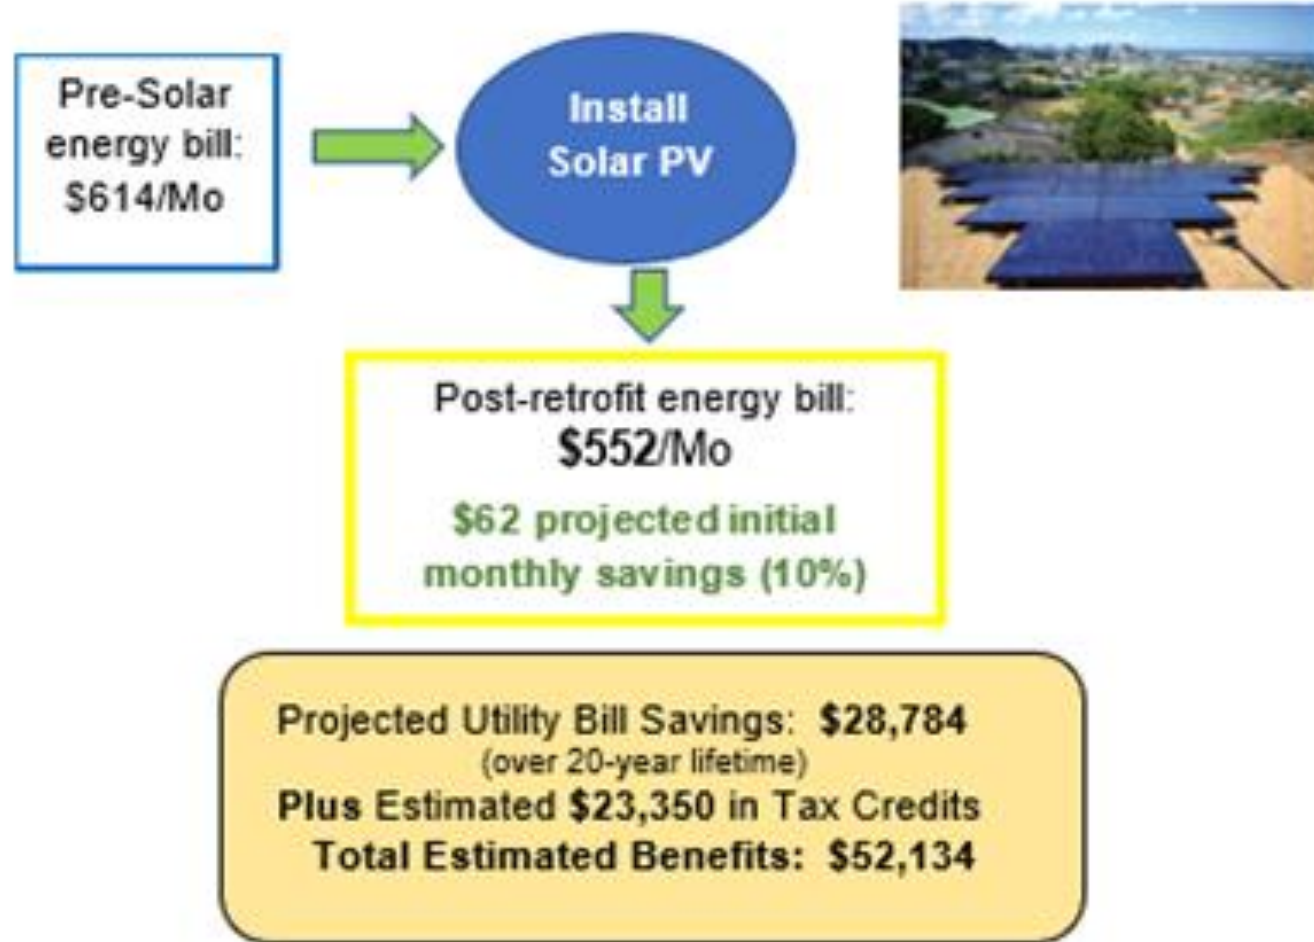 Pre-Solar
energy bill:
$614/Mo
Install
Solar PV
Post-retrofit energy bill:
$552/Mo
$62 projected initial
monthly savings (10%)
Projected Utility Bill Savings: $28,784
(over 20-year lifetime)
Plus Estimated $23,350 in Tax Credits
Total Estimated Benefits: $52,134